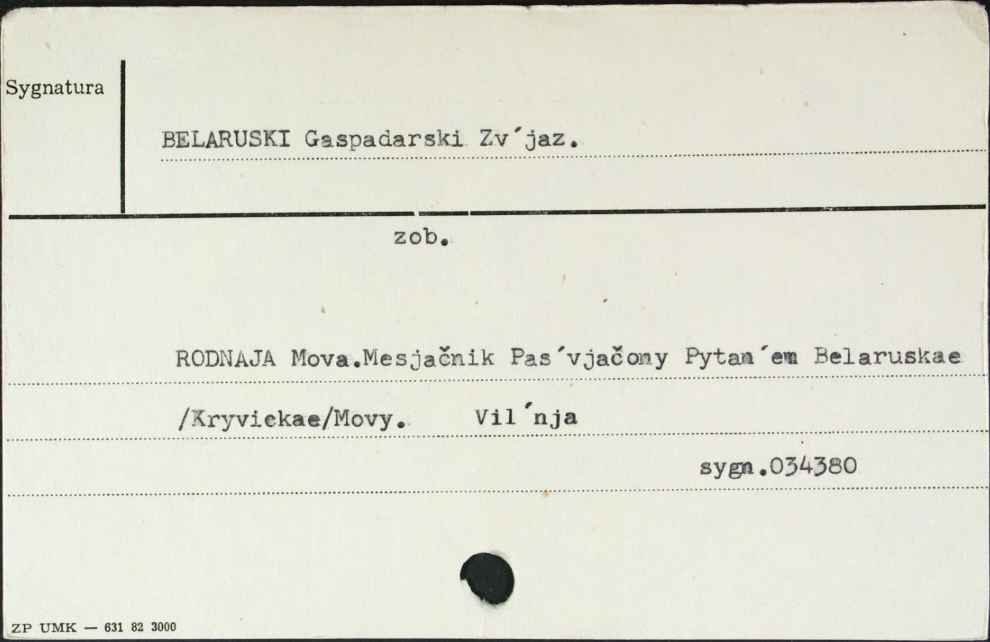 Sygnatura
BELARUSKI Gaspadarski Zv´jaz.
zob.
RODNAJA Mova.Mesjačnik Pas´vjačony Pytan´em Belaruskae
/Kryvickae/Movy. Vil´nja
sygn.034380
ZP UMK — 631 82 3000